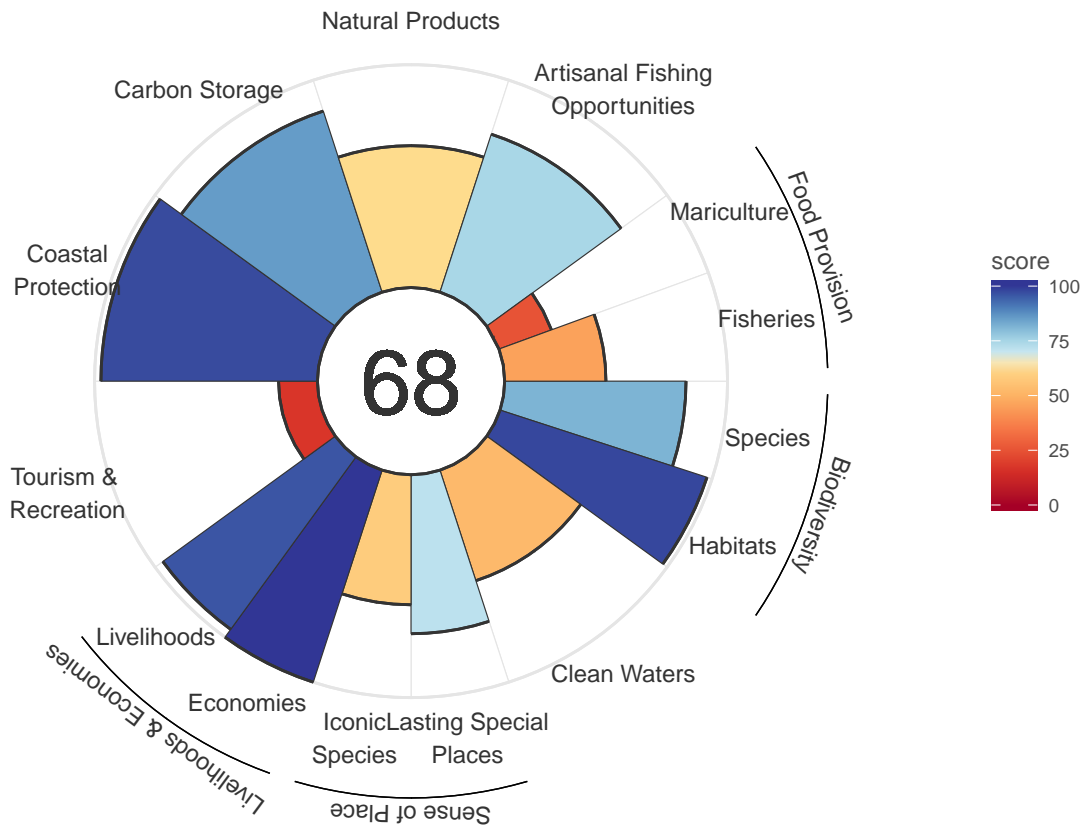 Natural Products
Carbon Storage
Artisanal Fishing
Opportunities
Mariculture
Food Provision
Fisheries
Coastal
Protection
68
score
100
75
50
25
0
Species
Biodiversity
Habitats
Tourism &
Recreation
Livelihoods
Clean Waters
Economies
Livelihoods & Economies
Iconic
Species
Lasting Special
Places
Sense of Place